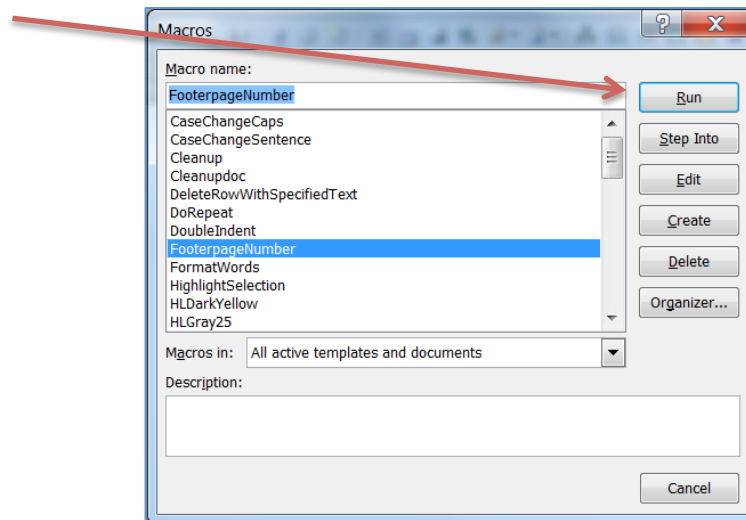 Macros
Macro name:
FooterpageNumber
Run
CaseChangeCaps
CaseChangeSentence
Cleanup
Cleanupdoc
DeleteRowWithSpecifiedText
DoRepeat
DoubleIndent
FooterpageNumber
FormatWords
HighlightSelection
HLDarkYellow
HLGray25
Step Into
Edit
Create
Delete
Organizer...
Macros in: All active templates and documents
Description:
Cancel